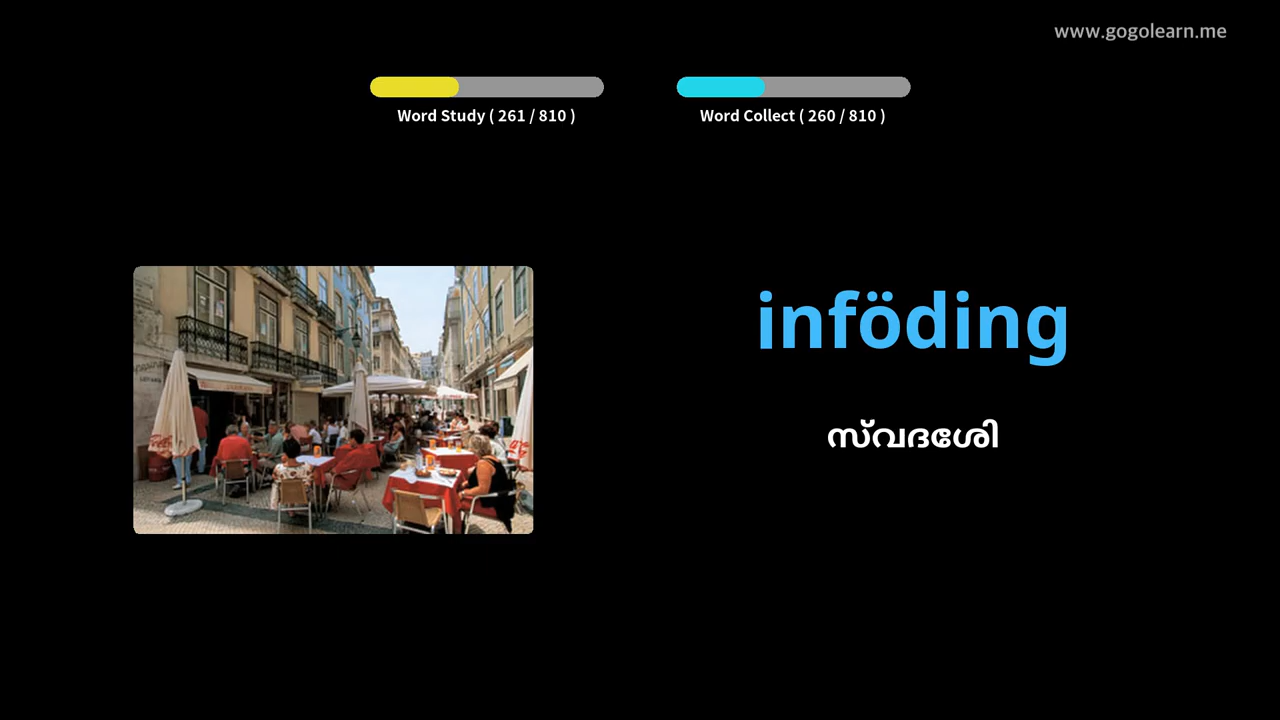 www.gogolearn.me
Word Study ( 261 / 810 )
Word Collect ( 260 / 810 )
inföding
സ്വദേശി